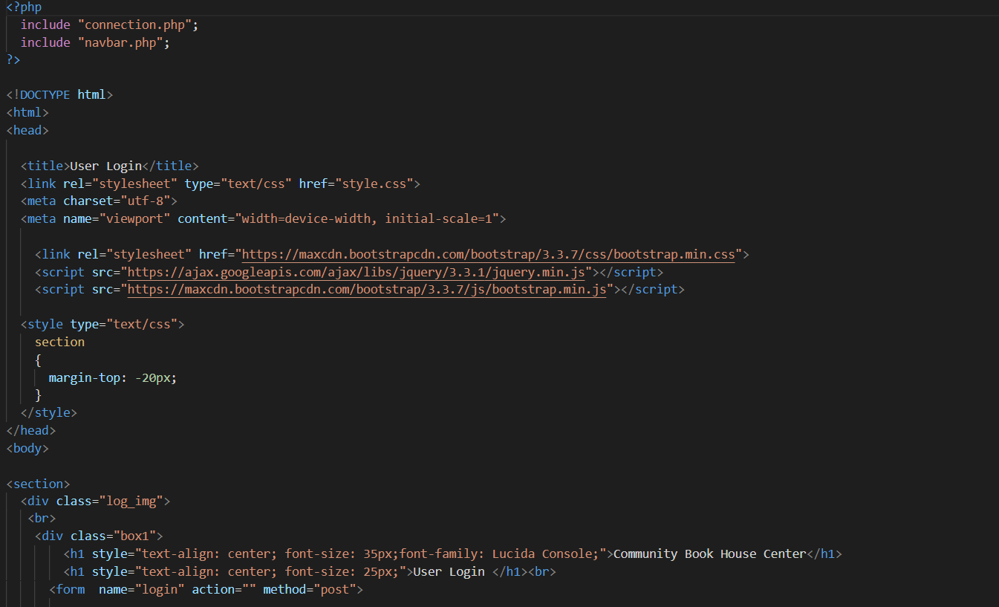 <?php
include "connection.php";
include "navbar.php";
?>
<!DOCTYPE html>
<html>
<head>
<title>User Login</title>
<link rel="stylesheet" type="text/css" href="style.css">
<meta charset="utf-8">
<meta name="viewport" content="width=device-width, initial-scale=1">
<link rel="stylesheet" href="https://maxcdn.bootstrapcdn.com/bootstrap/3.3.7/css/bootstrap.min.css">
<script src="https://ajax.googleapis.com/ajax/libs/jquery/3.3.1/jquery.min.js"></script>
<script src="https://maxcdn.bootstrapcdn.com/bootstrap/3.3.7/js/bootstrap.min.js"></script>
<style type="text/css">
section
{
margin-top: -20px;
}
</style>
</head>
<body>
<section>
<div class="log_img">
<br>
<div class="box1">
<h1 style="text-align: center; font-size: 35px;font-family: Lucida Console;">Community Book House Center</h1>
<h1 style="text-align: center; font-size: 25px;">User Login </h1><br>
<form  name="login" action="" method="post">